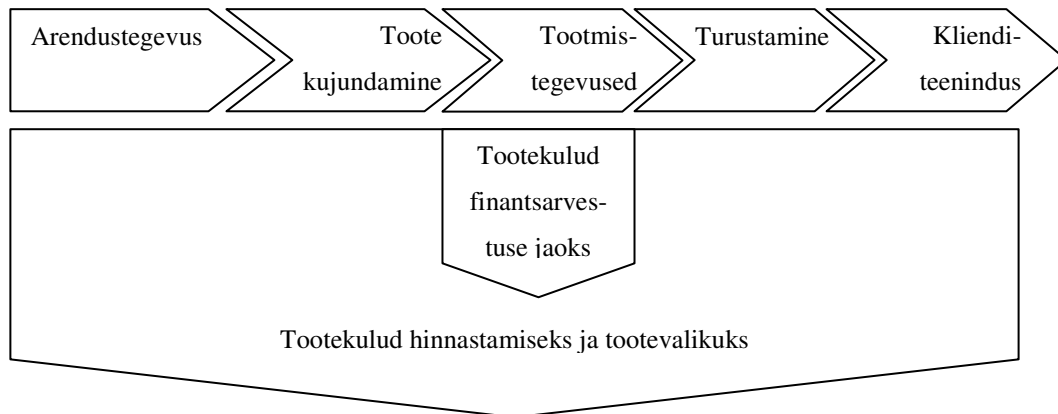 Arendustegevus
Toote
kujundamine
Tootmis-
tegevused
Turustamine
Kliendi-
teenindus
Tootekulud
finantsarves-
tuse jaoks
Tootekulud hinnastamiseks ja tootevalikuks